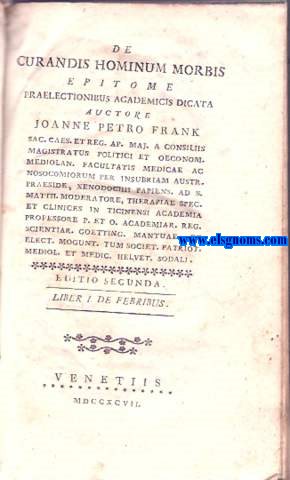 DE
CURANDIS HOMINUM MORBIS
EPITOME
PRAELECTIONIBUS ACADEMICIS DICATA
AUCTORE
JOANNE PETRO FRANK
SAC. CAES. ET REG. AP. MAJ. A CONSILIIS
MAGISTRATUS POLITICI ET OECONOM.
MEDIOLAN. FACULTATIS MEDICAE AC
NOSOCOMIORUM PER INSUBRIAM AUSTR.
PRAESIDE, XENODOCHII PAPIENS. AD S.
MATTH. MODERATORE, THERAPIAE SPEC.
ET CLINICES IN TICINENSI ACADEMIA
PROFESSORE P. ET O. ACADEMIAR. REG.
SCIENTIAR. GOETTING. MANTUAE,
www.elsgnoms.com
ELECT. MOGUNT. TUM SOCIET. PATRIOT.
MEDIOL. ET MEDIC. HELVET. SODALI.
EDITIO SECUNDA.
LIBER I. DE FEBRIBUS.
VENETIIS
MDCCXCVII.